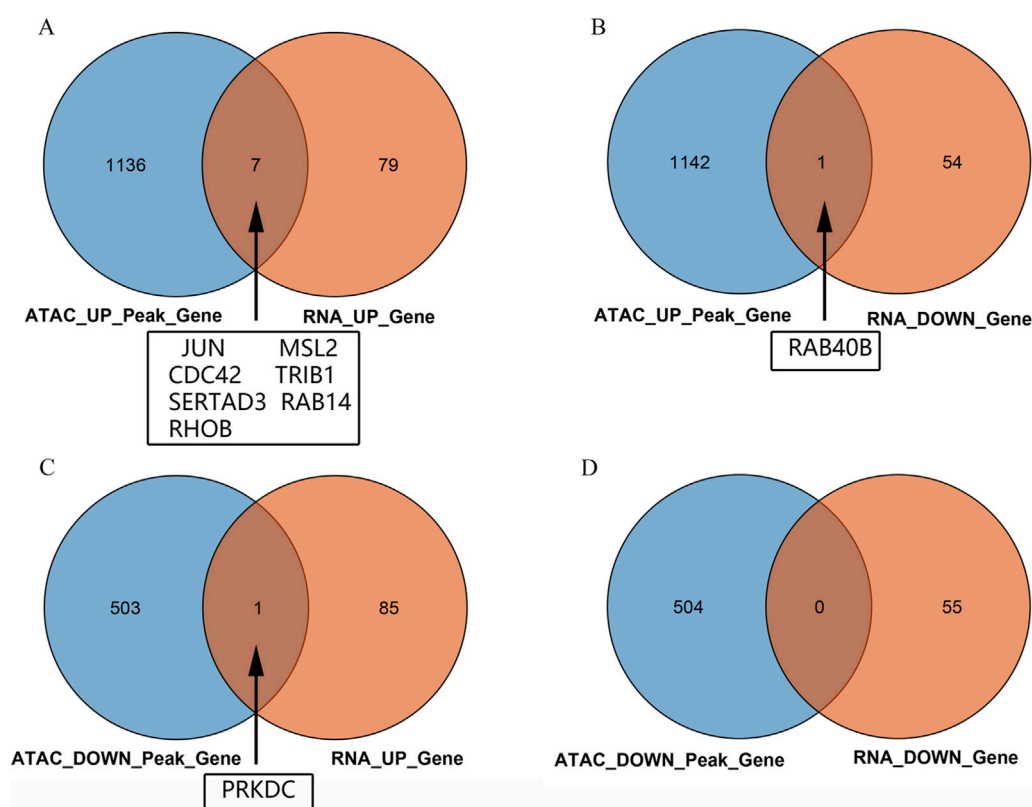 A
1136
7
79
ATAC_UP_Peak_Gene
RNA_UP_Gene
JUN MSL2
CDC42 TRIB1
SERTAD3 RAB14
RHOB
B
1142
1
54
ATAC_UP_Peak_Gene
RNA_DOWN_Gene
RAB40B
C
503
1
85
ATAC_DOWN_Peak_Gene
RNA_UP_Gene
PRKDC
D
504
0
55
ATAC_DOWN_Peak_Gene
RNA_DOWN_Gene